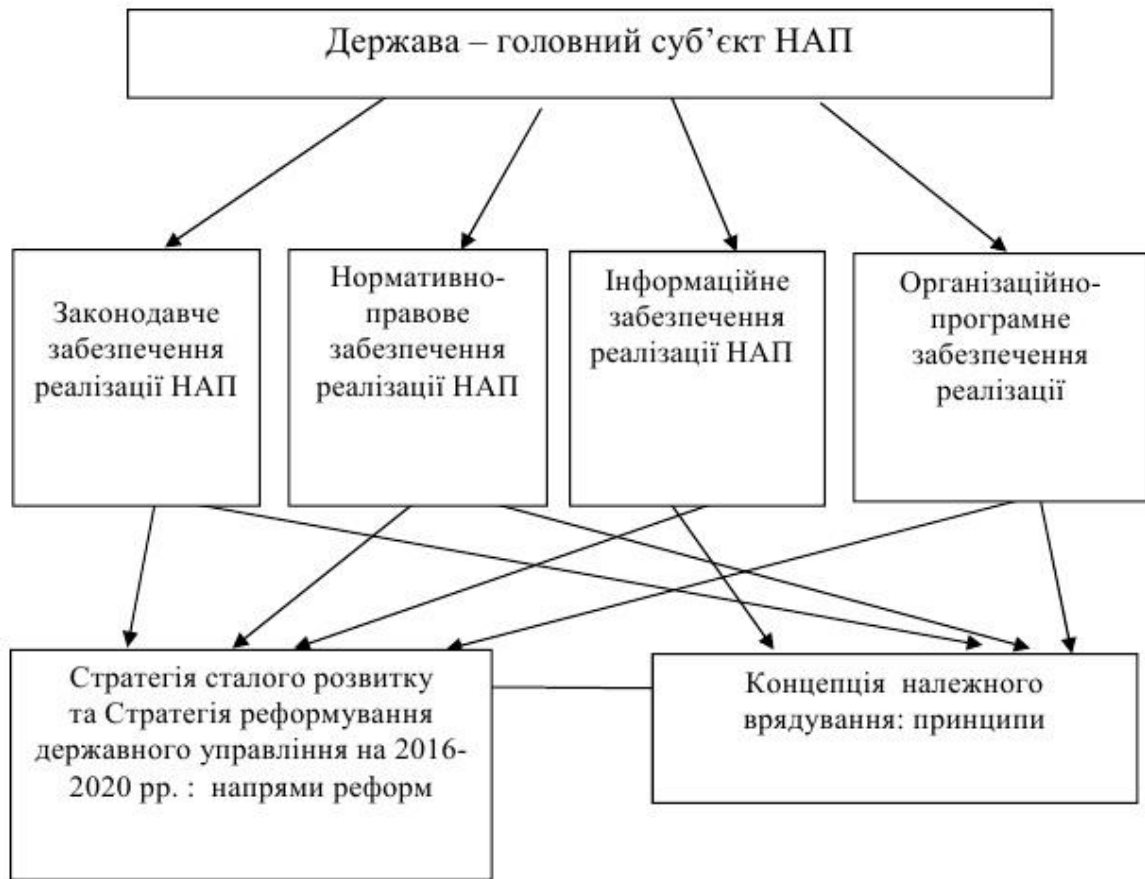 Держава – головний суб’єкт НАП
Законодавче
забезпечення
реалізації НАП
Нормативно-
правове
забезпечення
реалізації НАП
Інформаційне
забезпечення
реалізації НАП
Організаційно-
програмне
забезпечення
реалізації
Стратегія сталого розвитку
та Стратегія реформування
державного управління на 2016-
2020 рр. : напрями реформ
Концепція належного
врядування: принципи